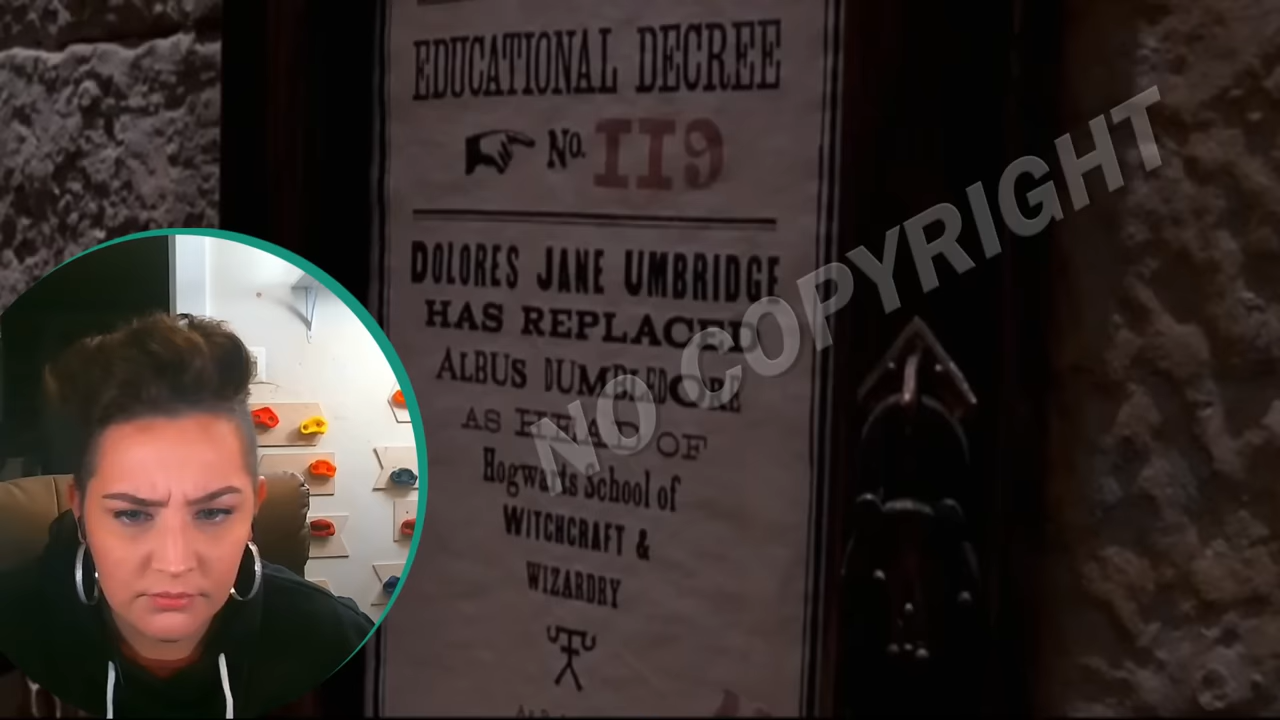 EDUCATIONAL DECREE
No. 119
DOLORES JANE UMBRIDGE
HAS REPLACED
ALBUS DUMBLEDORE
AS HEAD OF
Hogwarts School of
WITCHCRAFT &
WIZARDRY
NO COPYRIGHT